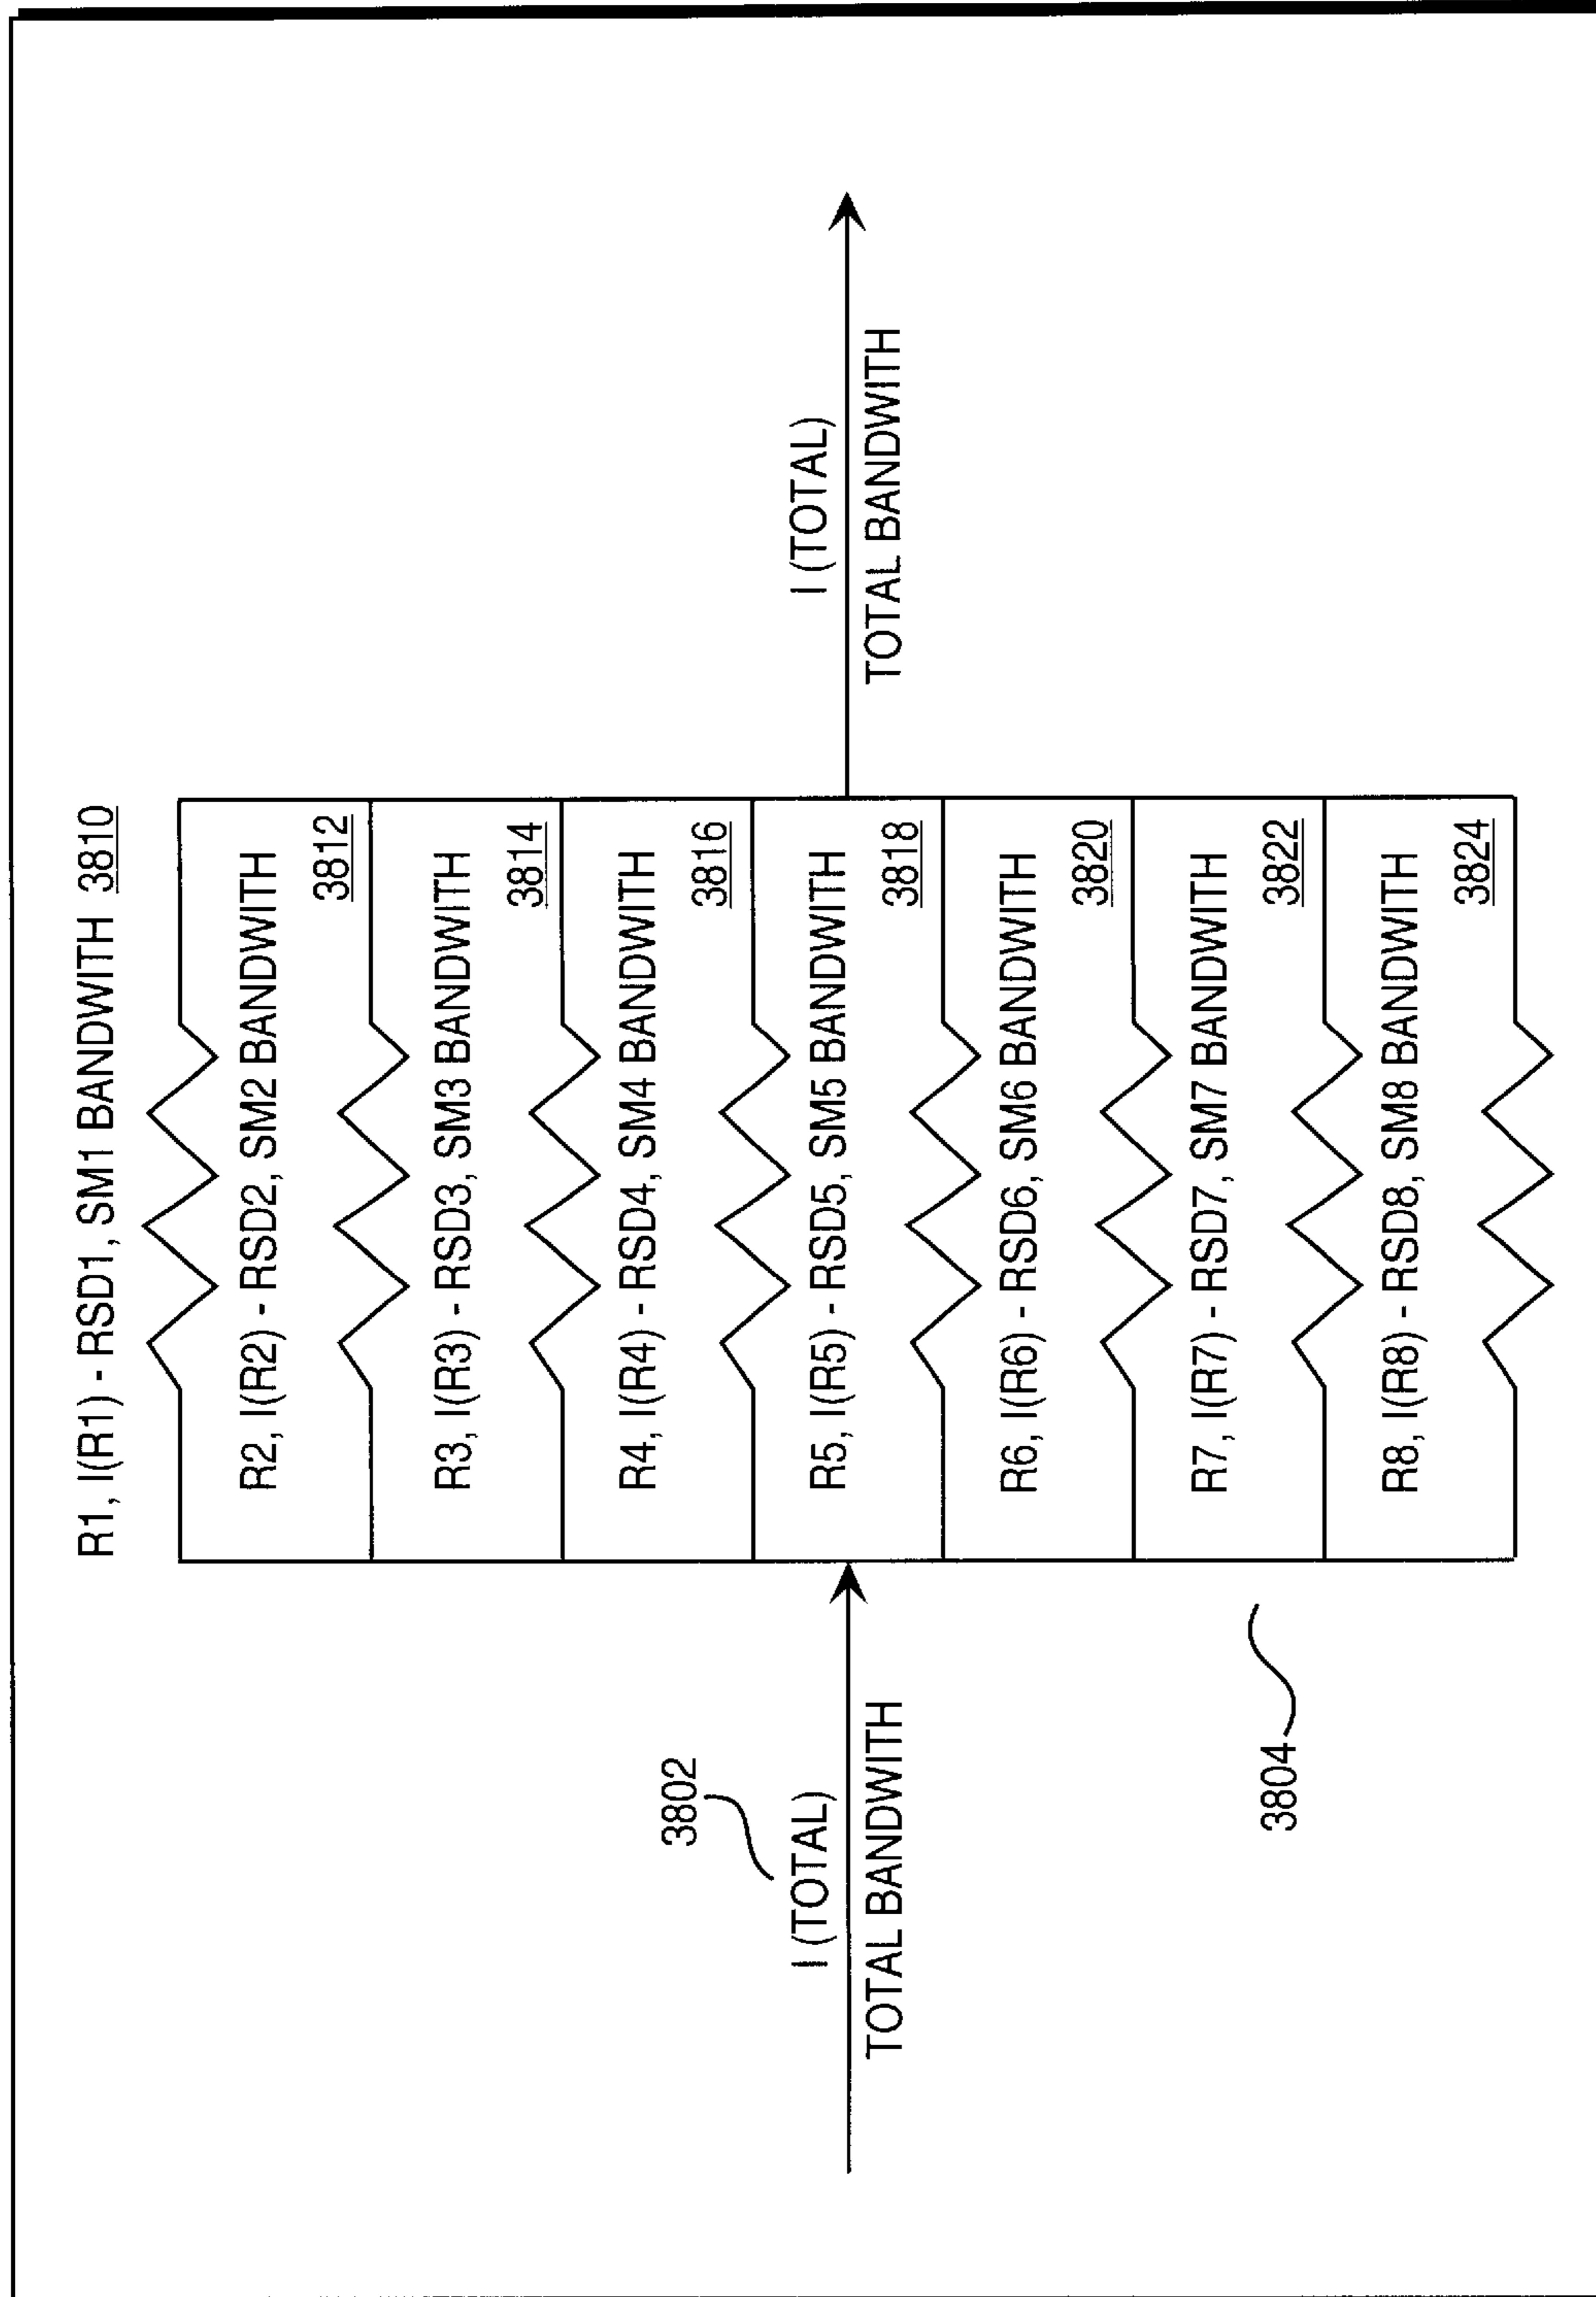 R1, I(R1) - RSD1, SM1 BANDWITH 3810
R2, I(R2) - RSD2, SM2 BANDWITH
3812
R3, I(R3) - RSD3, SM3 BANDWITH
3814
R4, I(R4) - RSD4, SM4 BANDWITH
3816
R5, I(R5) - RSD5, SM5 BANDWITH
3818
R6, I(R6) - RSD6, SM6 BANDWITH
3820
R7, I(R7) - RSD7, SM7 BANDWITH
3822
R8, I(R8) - RSD8, SM8 BANDWITH
3824
3802
I (TOTAL)
TOTAL BANDWITH
3804
I (TOTAL)
TOTAL BANDWITH